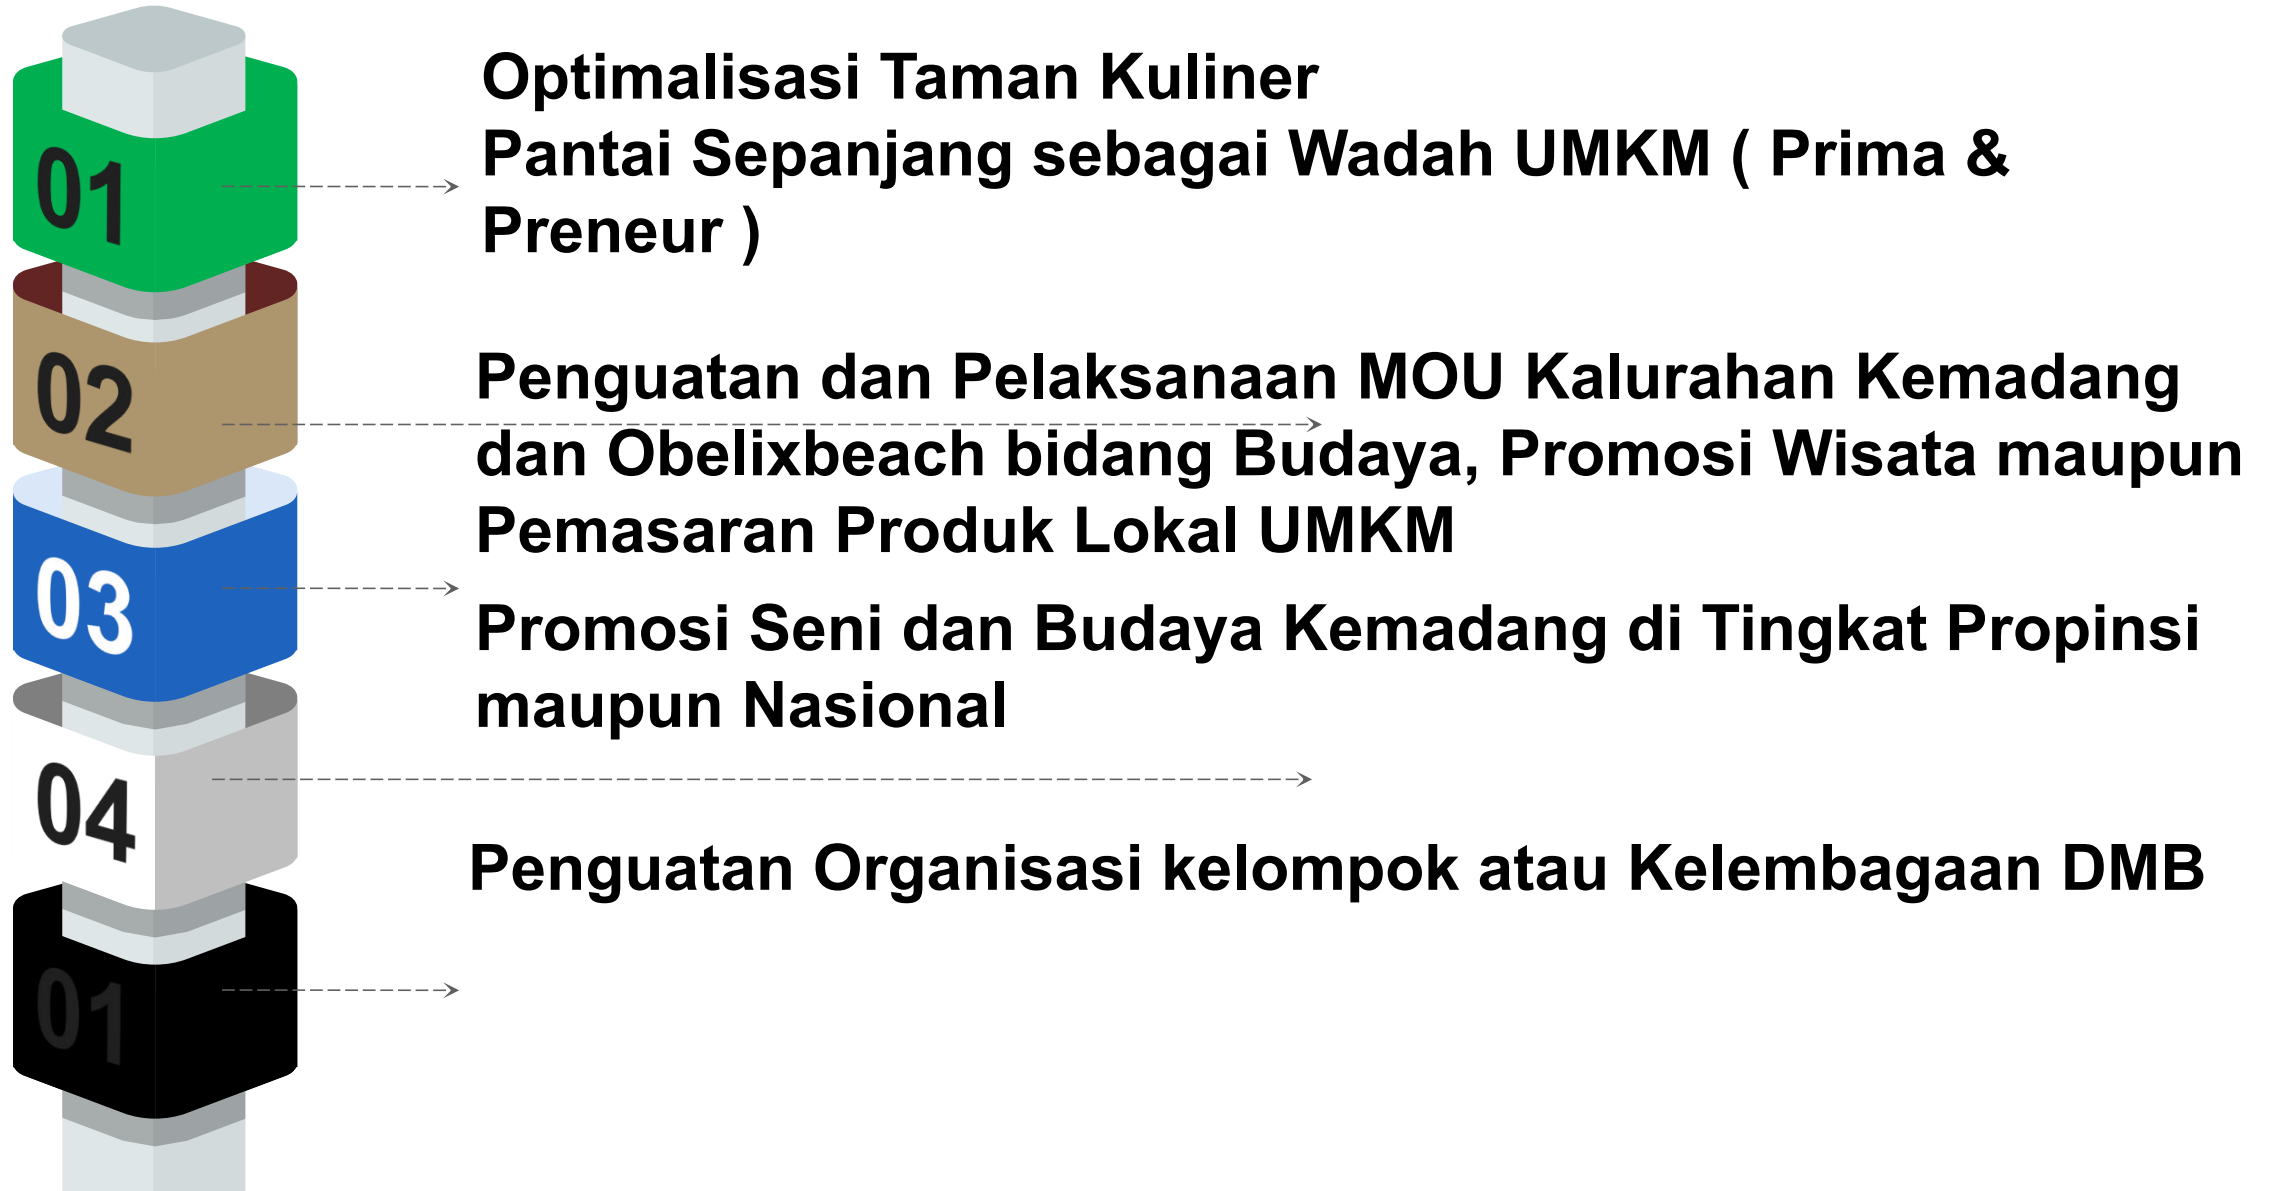 01
Optimalisasi Taman Kuliner
Pantai Sepanjang sebagai Wadah UMKM ( Prima &
Preneur )
02
Penguatan dan Pelaksanaan MOU Kalurahan Kemadang
dan Obelixbeach bidang Budaya, Promosi Wisata maupun
Pemasaran Produk Lokal UMKM
03
Promosi Seni dan Budaya Kemadang di Tingkat Propinsi
maupun Nasional
04
Penguatan Organisasi kelompok atau Kelembagaan DMB
01